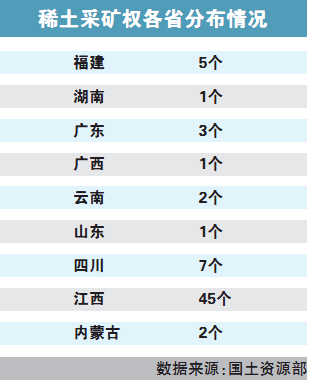 稀土采矿权各省分布情况
福建 5个
湖南 1个
广东 3个
广西 1个
云南 2个
山东 1个
四川 7个
江西 45个
内蒙古 2个
数据来源:国土资源部